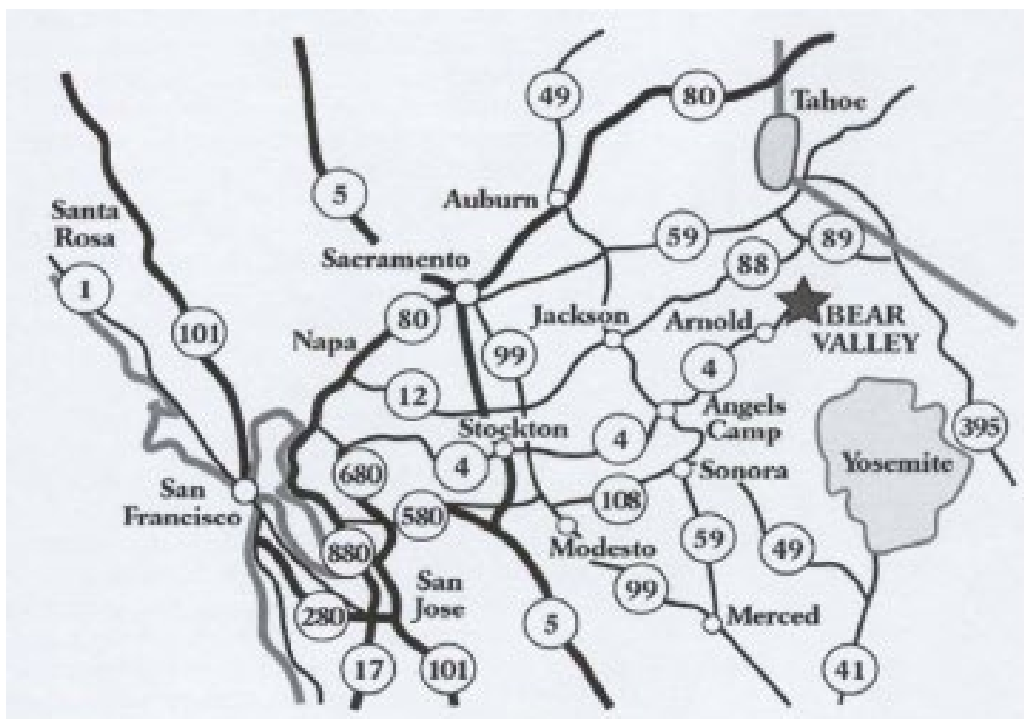 49
80
Tahoe
5
Auburn
Santa
Rosa
59
89
Sacramento
88
1
101
80
Jackson
Arnold
BEAR
VALLEY
Napa
99
4
12
Angels
Camp
395
Stockton
4
4
680
Sonora
Yosemite
San
Francisco
580
108
880
Modesto
59
49
San
Jose
99
280
5
Merced
17
101
41